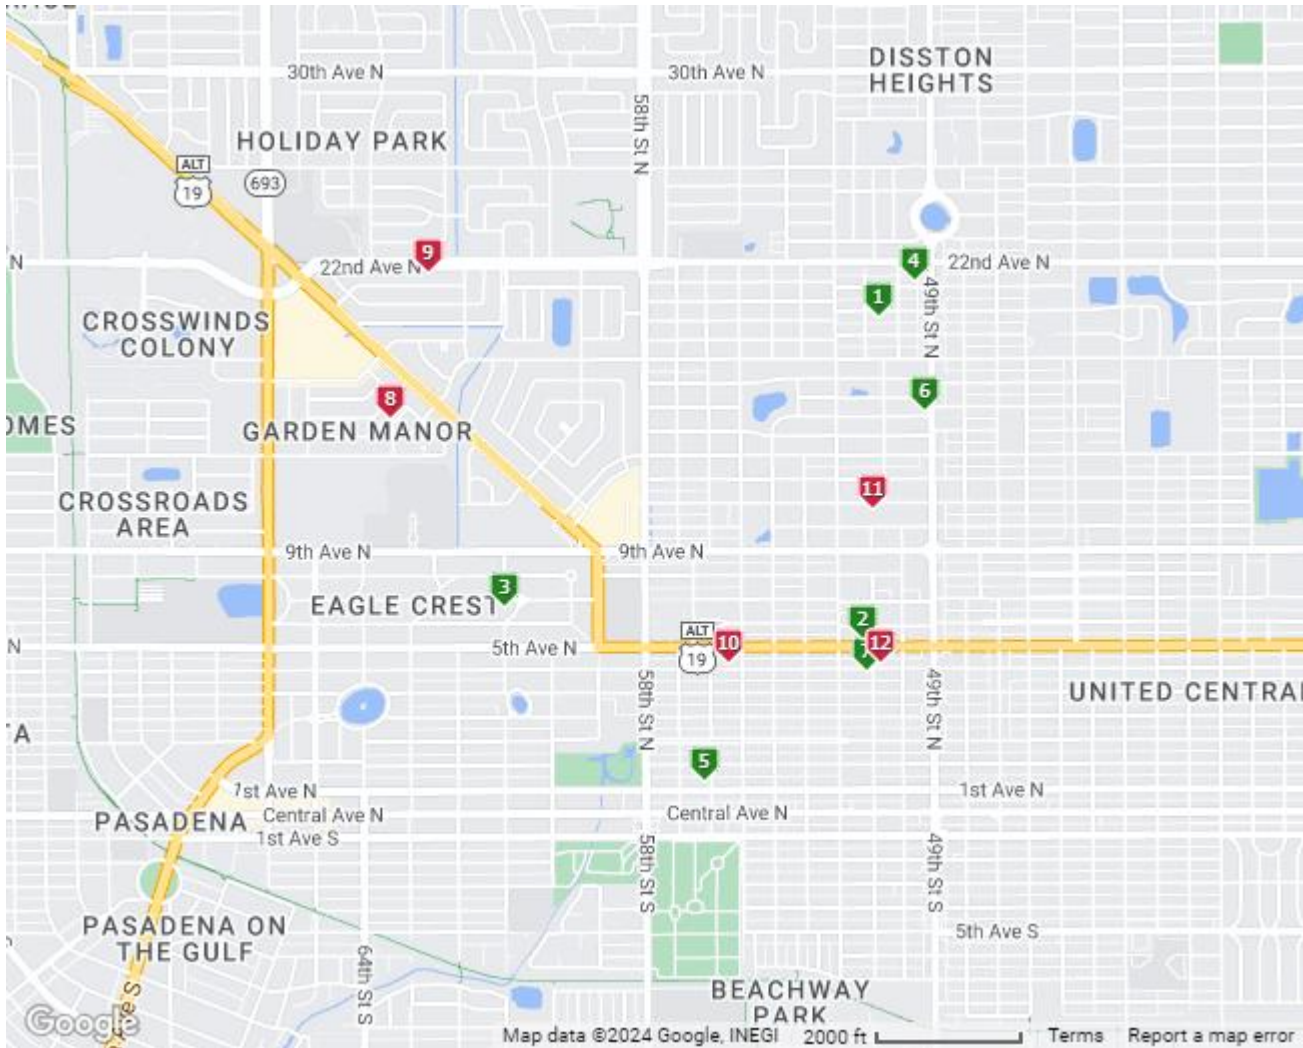 30th Ave N
30th Ave N
DISSTON
HEIGHTS
58th St N
HOLIDAY PARK
ALT
19
693
9
22nd Ave N
N
4
22nd Ave N
1
49th St N
CROSSWINDS
COLONY
6
8
OMES
GARDEN MANOR
11
CROSSROADS
AREA
9th Ave N
9th Ave N
3
EAGLE CREST
2
ALT
19
10
12
7
5th Ave N
N
58th St N
49th St N
UNITED CENTRA
TA
5
1st Ave N
1st Ave N
Central Ave N
Central Ave N
PASADENA
1st Ave S
58th St S
49th St S
PASADENA ON
THE GULF
5th Ave S
64th St S
Ave S
BEACHWAY
PARK
Google
Map data ©2024 Google, INEGI
2000 ft
Terms
Report a map error